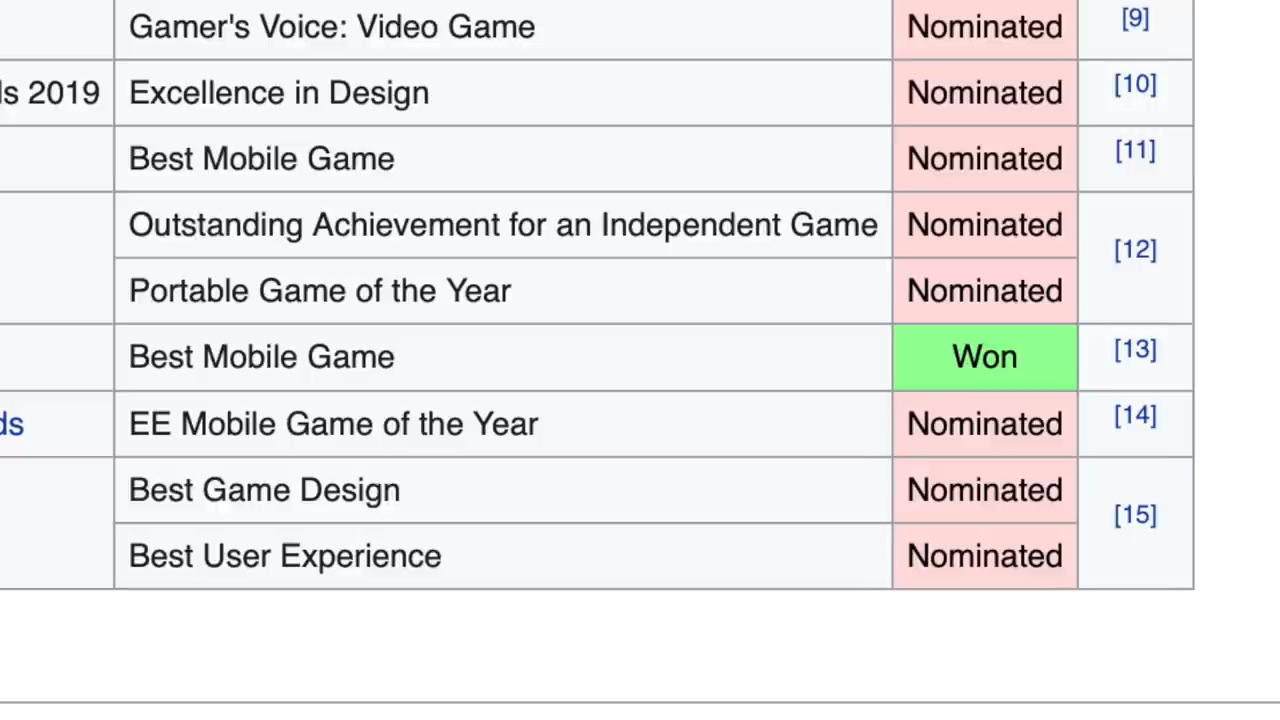 Gamer's Voice: Video Game Nominated [9]
2019 Excellence in Design Nominated [10]
Best Mobile Game Nominated [11]
Outstanding Achievement for an Independent Game Nominated [12]
Portable Game of the Year Nominated
Best Mobile Game Won [13]
EE Mobile Game of the Year Nominated [14]
Best Game Design Nominated [15]
Best User Experience Nominated